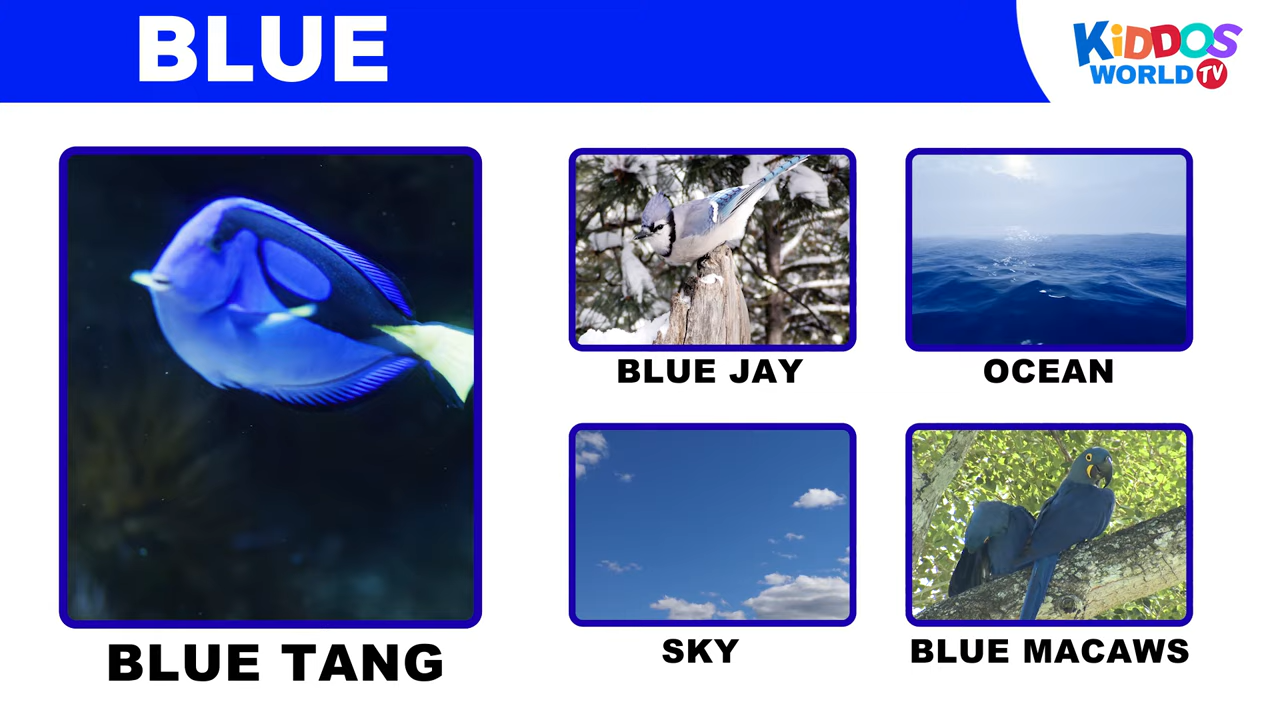 BLUE
KiDDOS
WORLD TV
BLUE TANG
BLUE JAY
OCEAN
SKY
BLUE MACAWS